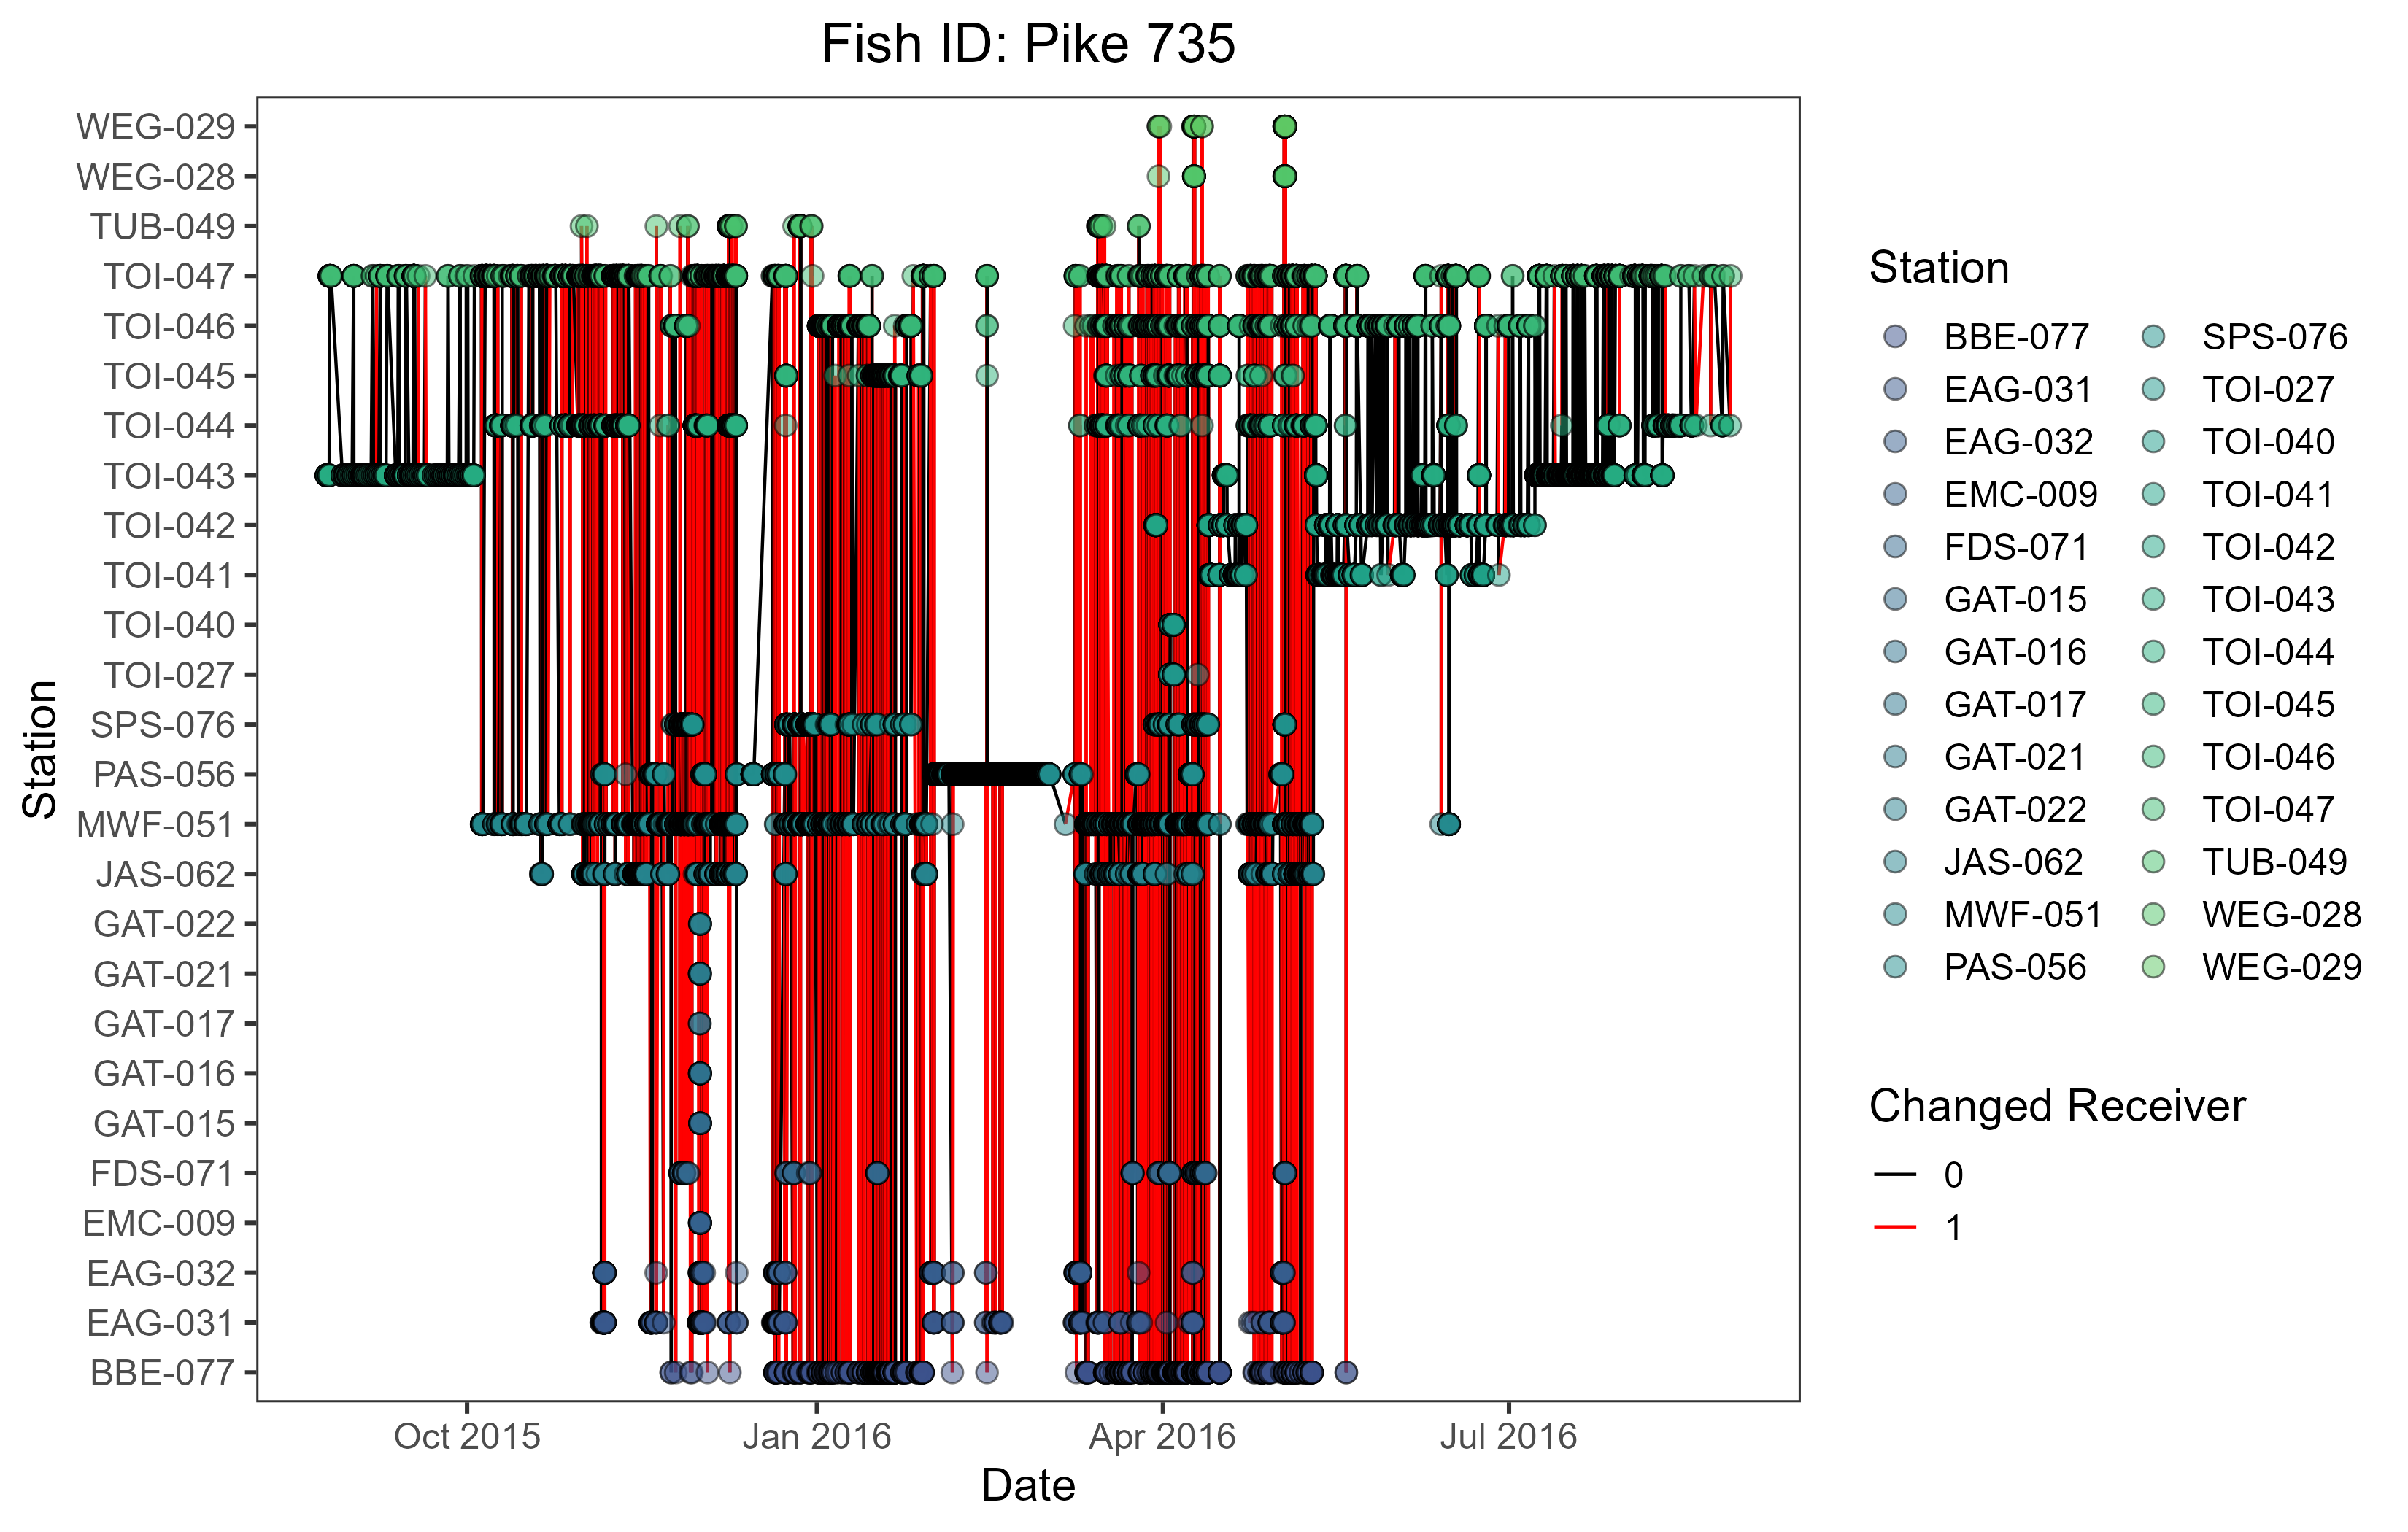 Fish ID: Pike 735
Station
WEG-029
WEG-028
TUB-049
TOI-047
TOI-046
TOI-045
TOI-044
TOI-043
TOI-042
TOI-041
TOI-040
TOI-027
SPS-076
PAS-056
MWF-051
JAS-062
GAT-022
GAT-021
GAT-017
GAT-016
GAT-015
FDS-071
EMC-009
EAG-032
EAG-031
BBE-077
Oct 2015
Jan 2016
Apr 2016
Jul 2016
Date
Station
BBE-077
EAG-031
EAG-032
EMC-009
FDS-071
GAT-015
GAT-016
GAT-017
GAT-021
GAT-022
JAS-062
MWF-051
PAS-056
SPS-076
TOI-027
TOI-040
TOI-041
TOI-042
TOI-043
TOI-044
TOI-045
TOI-046
TOI-047
TUB-049
WEG-028
WEG-029
Changed Receiver
0
1